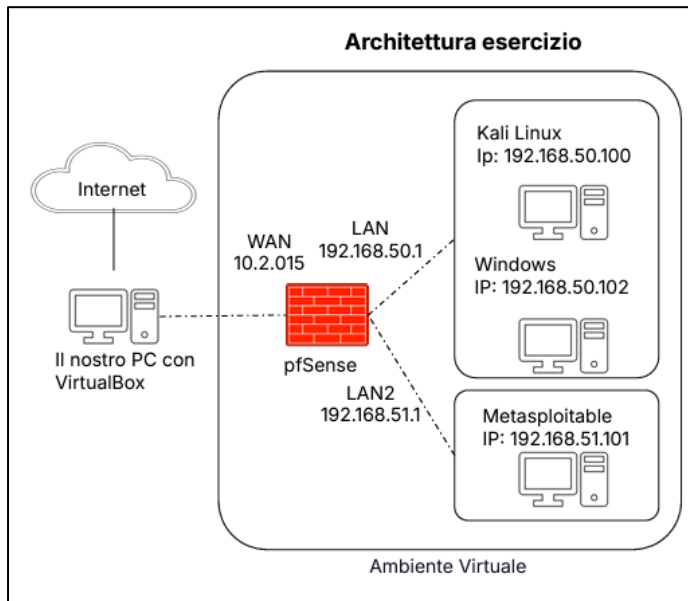 Architettura esercizio
Internet
Il nostro PC con
VirtualBox
WAN
10.2.015
LAN
192.168.50.1
pfSense
LAN2
192.168.51.1
Kali Linux
Ip: 192.168.50.100
Windows
IP: 192.168.50.102
Metasploitable
IP: 192.168.51.101
Ambiente Virtuale